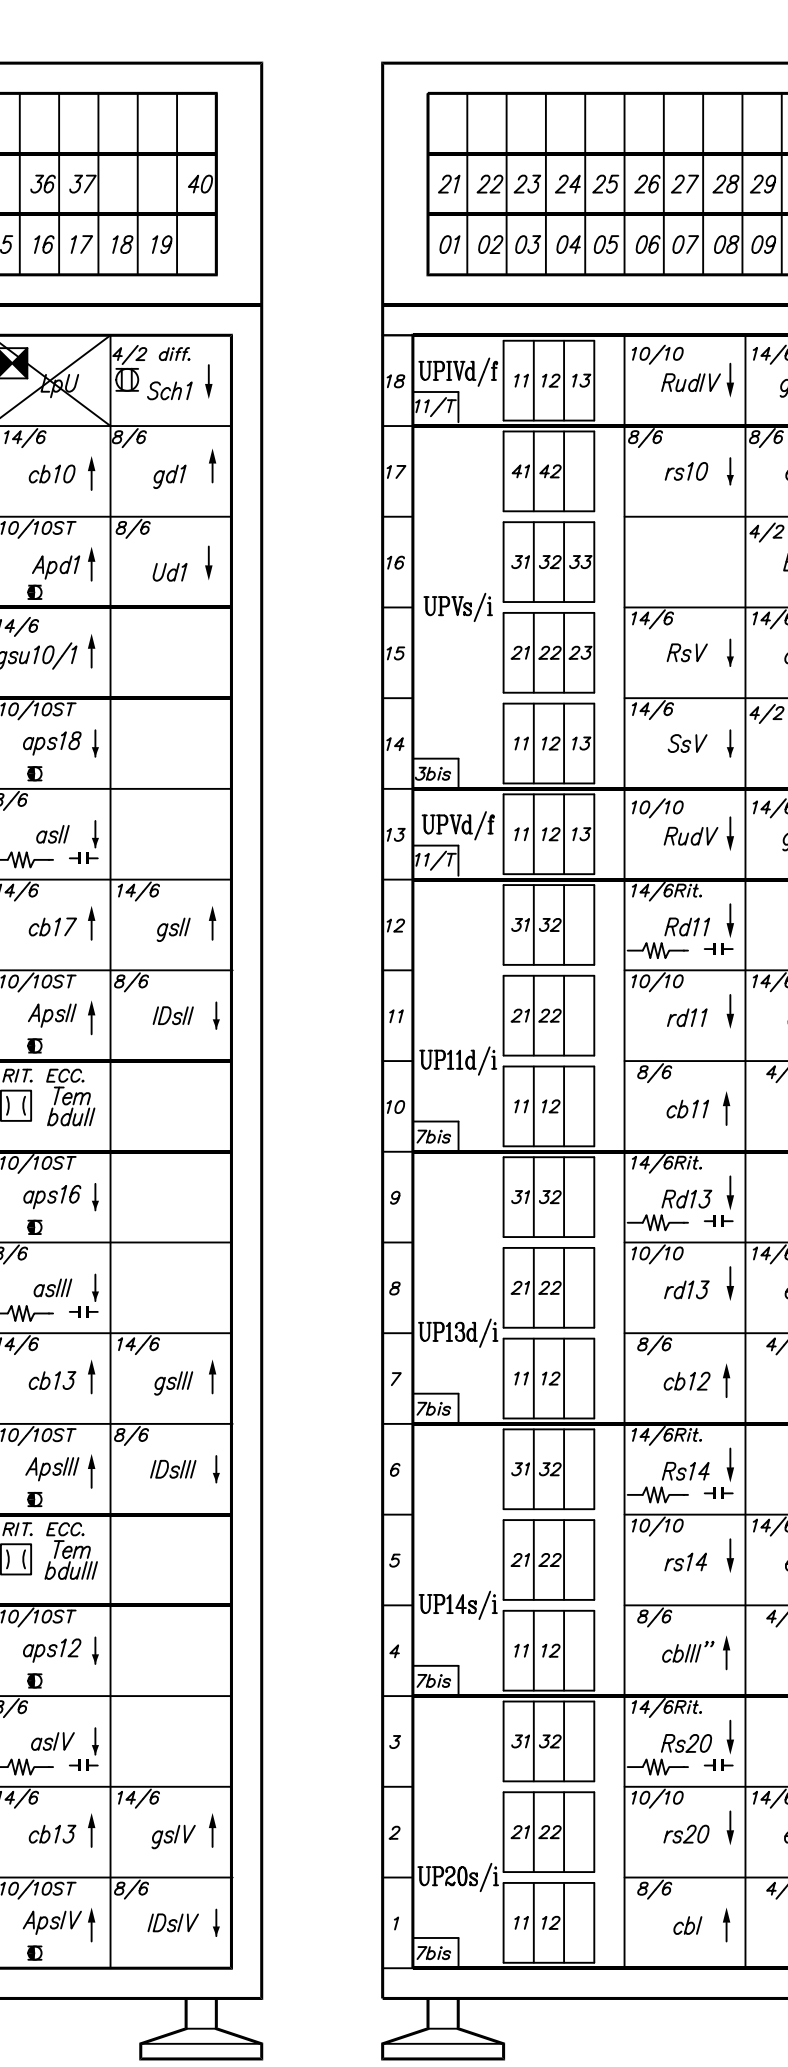 36 37 40
16 17 18 19
LpU
4/2 diff.
Sch1
14/6
cb10
8/6
gd1
10/10ST
Apd1
8/6
Ud1
gsu10/1
10/10ST
aps18
asII
cb17
14/6
gsII
10/10ST
ApsII
8/6
IDsII
RIT. ECC.
Tem
bduII
10/10ST
aps16
asIII
cb13
14/6
gsIII
10/10ST
ApsIII
8/6
IDsIII
RIT. ECC.
Tem
bduIII
10/10ST
aps12
asIV
cb13
14/6
gsIV
10/10ST
ApsIV
8/6
IDsIV
21 22 23 24 25 26 27 28 29
01 02 03 04 05 06 07 08 09
18
UPIVd/f
11/T
11 12 13
10/10
RudIV
17
41 42
8/6
rs10
8/6
16
31 32 33
4/2
UPVs/i
15
21 22 23
14/6
RsV
14
3bis
11 12 13
14/6
SsV
4/2
13
UPVd/f
11/T
11 12 13
10/10
RudV
12
31 32
14/6Rit.
Rd11
11
21 22
10/10
rd11
UP11d/i
10
7bis
11 12
8/6
cb11
9
31 32
14/6Rit.
Rd13
8
21 22
10/10
rd13
UP13d/i
7
7bis
11 12
8/6
cb12
6
31 32
14/6Rit.
Rs14
5
21 22
10/10
rs14
UP14s/i
4
7bis
11 12
8/6
cbIII”
3
31 32
14/6Rit.
Rs20
2
21 22
10/10
rs20
UP20s/i
1
7bis
11 12
8/6
cbI